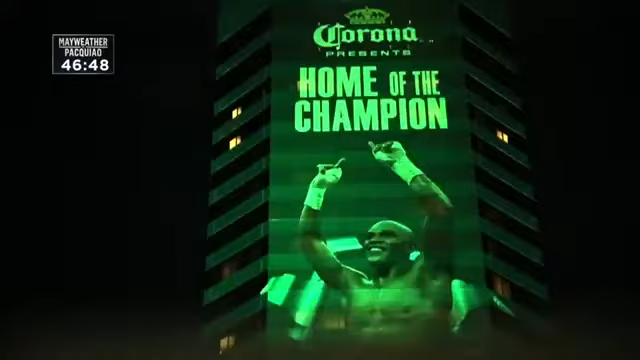 MAYWEATHER
PACQUIAO
46:48
Corona
PRESENTS
HOME OF THE
CHAMPION